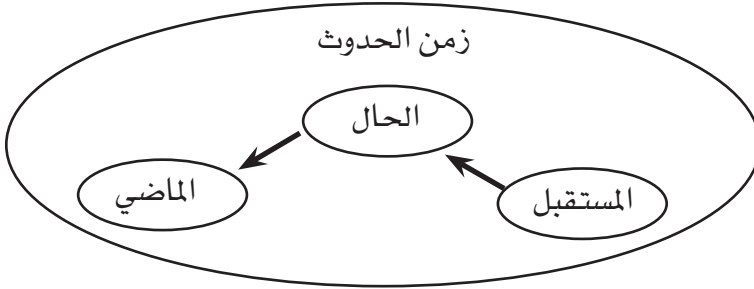 زمن الحدوث
الحال
الماضي
المستقبل